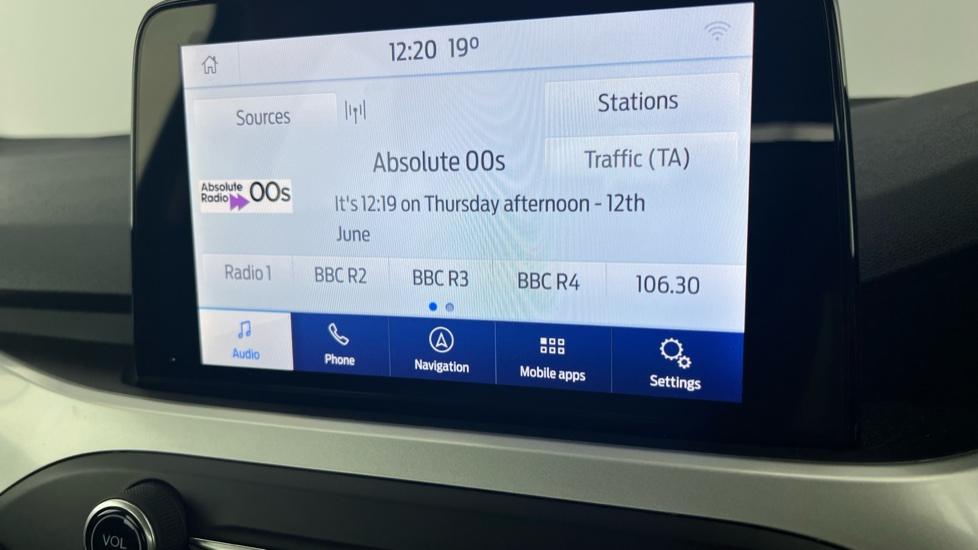 12:20 19°
Sources
Stations
Absolute 00s
Traffic (TA)
Absolute
Radio 00s
It's 12:19 on Thursday afternoon - 12th
June
Radio 1 BBC R2 BBC R3 BBC R4 106.30
Audio Phone Navigation Mobile apps Settings
VOL